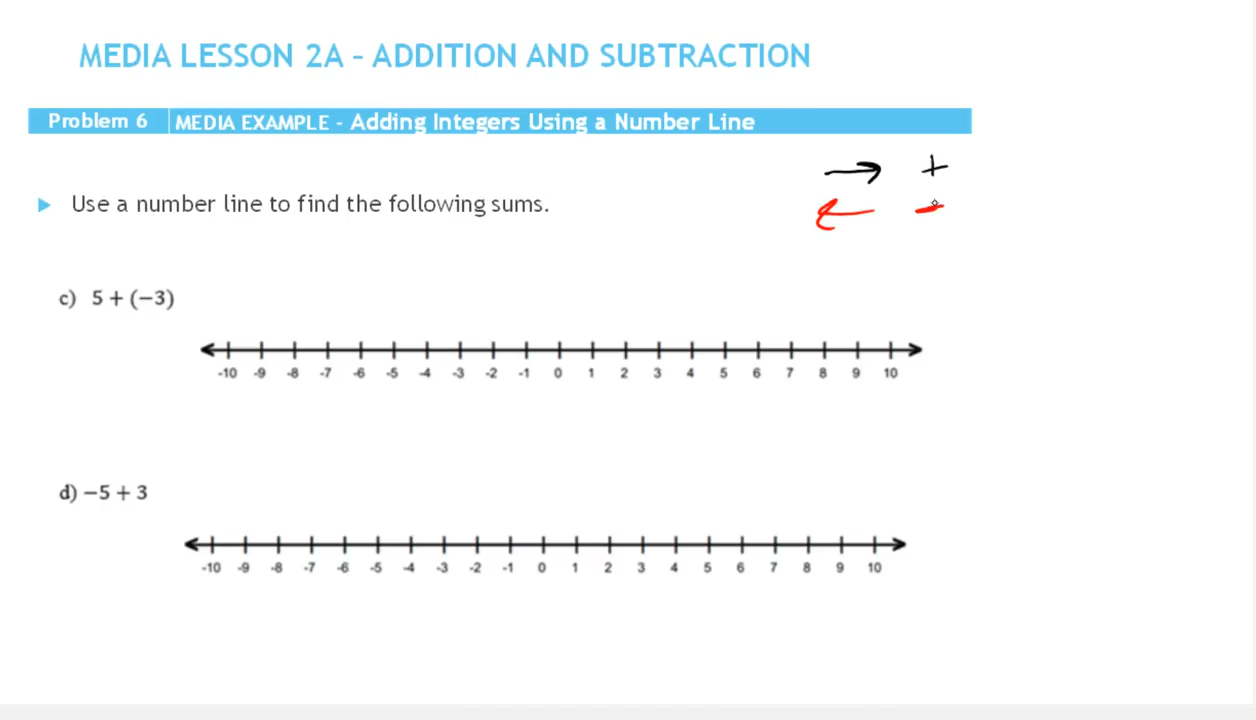 MEDIA LESSON 2A – ADDITION AND SUBTRACTION
Problem 6 MEDIA EXAMPLE - Adding Integers Using a Number Line
→ +
Use a number line to find the following sums.
← -
c) 5 + (−3)
-10 -9 -8 -7 -6 -5 -4 -3 -2 -1 0 1 2 3 4 5 6 7 8 9 10
d) −5 + 3
-10 -9 -8 -7 -6 -5 -4 -3 -2 -1 0 1 2 3 4 5 6 7 8 9 10